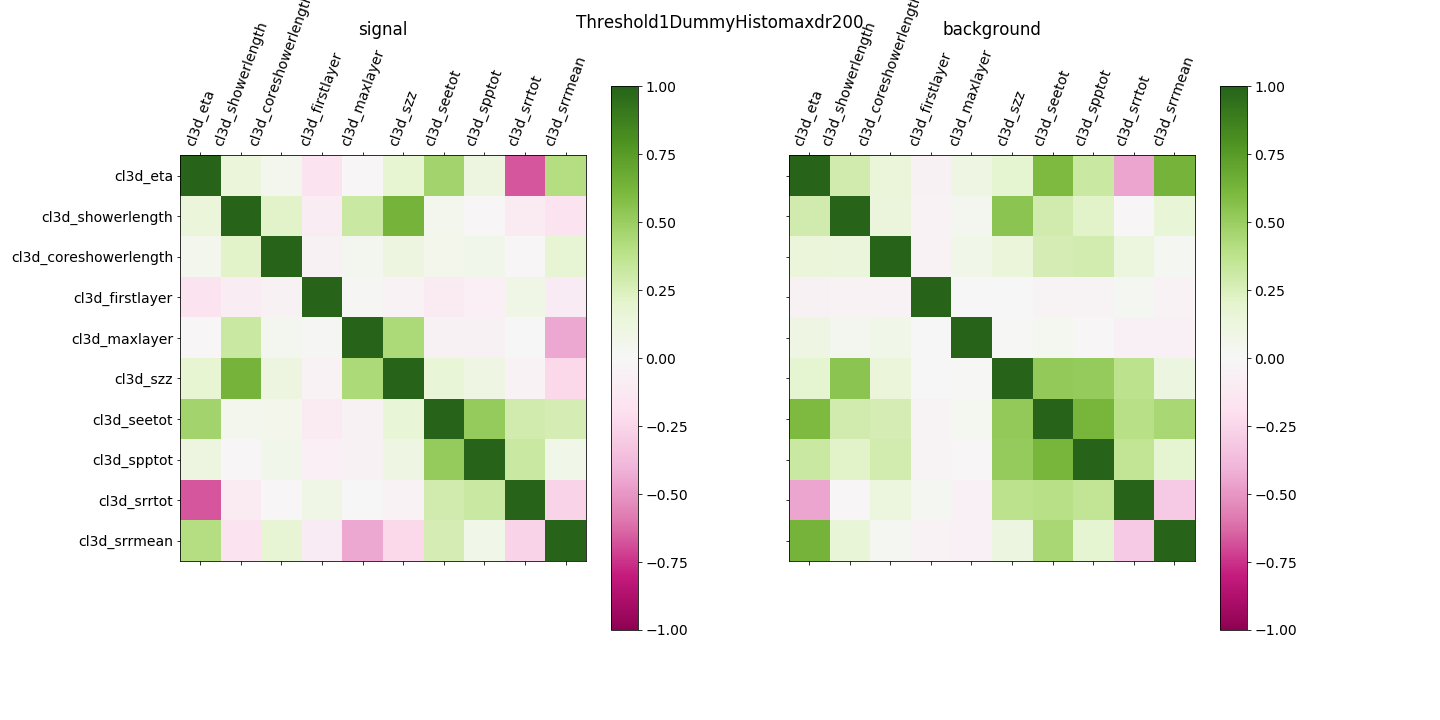 Threshold1DummyHistomaxdr200
signal
cl3d_eta
cl3d_showerlength
cl3d_coreshowerlength
cl3d_firstlayer
cl3d_maxlayer
cl3d_szz
cl3d_seetot
cl3d_spptot
cl3d_srrtot
cl3d_srrmean
cl3d_eta
cl3d_showerlength
cl3d_coreshowerlength
cl3d_firstlayer
cl3d_maxlayer
cl3d_szz
cl3d_seetot
cl3d_spptot
cl3d_srrtot
cl3d_srrmean
1.00
0.75
0.50
0.25
0.00
−0.25
−0.50
−0.75
−1.00
background
cl3d_eta
cl3d_showerlength
cl3d_coreshowerlength
cl3d_firstlayer
cl3d_maxlayer
cl3d_szz
cl3d_seetot
cl3d_spptot
cl3d_srrtot
cl3d_srrmean
1.00
0.75
0.50
0.25
0.00
−0.25
−0.50
−0.75
−1.00